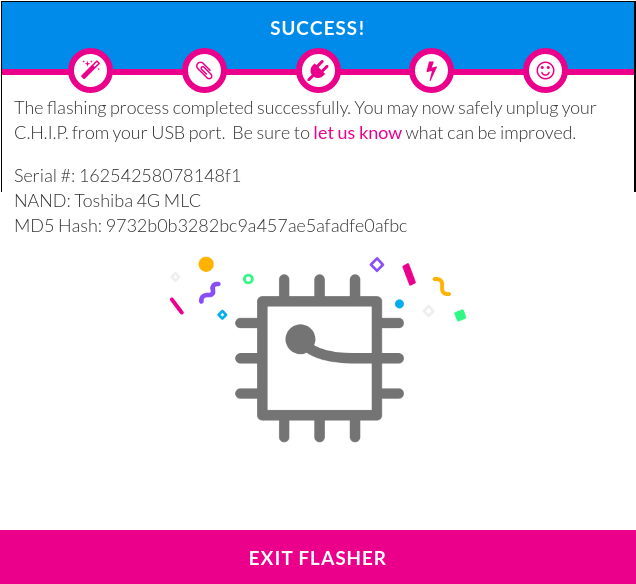 SUCCESS!
The flashing process completed successfully. You may now safely unplug your
C.H.I.P. from your USB port.  Be sure to let us know what can be improved.
Serial #: 16254258078148f1
NAND: Toshiba 4G MLC
MD5 Hash: 9732b0b3282bc9a457ae5afadfe0afbc
EXIT FLASHER